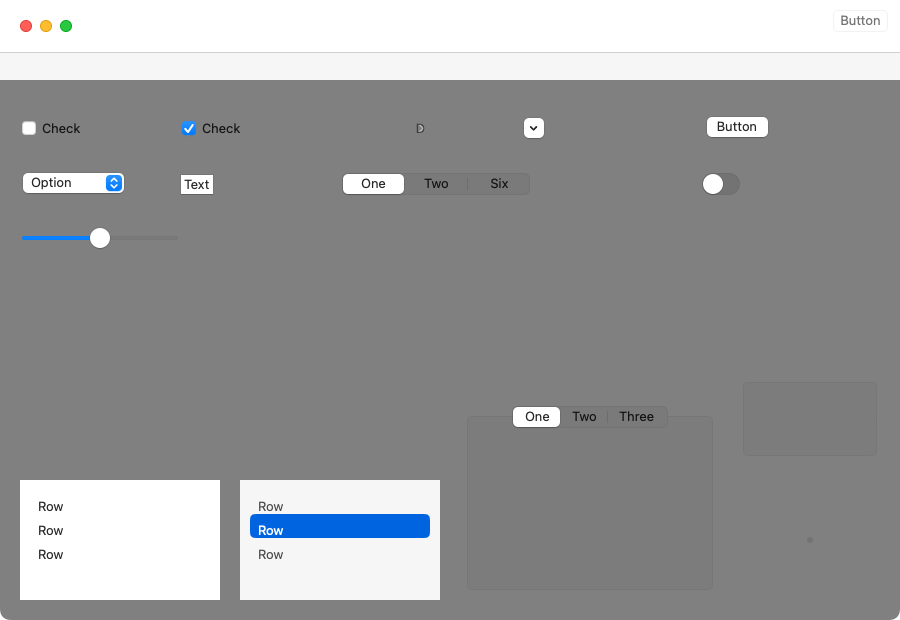 Button
Check
Check
D
Button
Option
Text
One Two Six
One Two Three
Row
Row
Row
Row
Row
Row